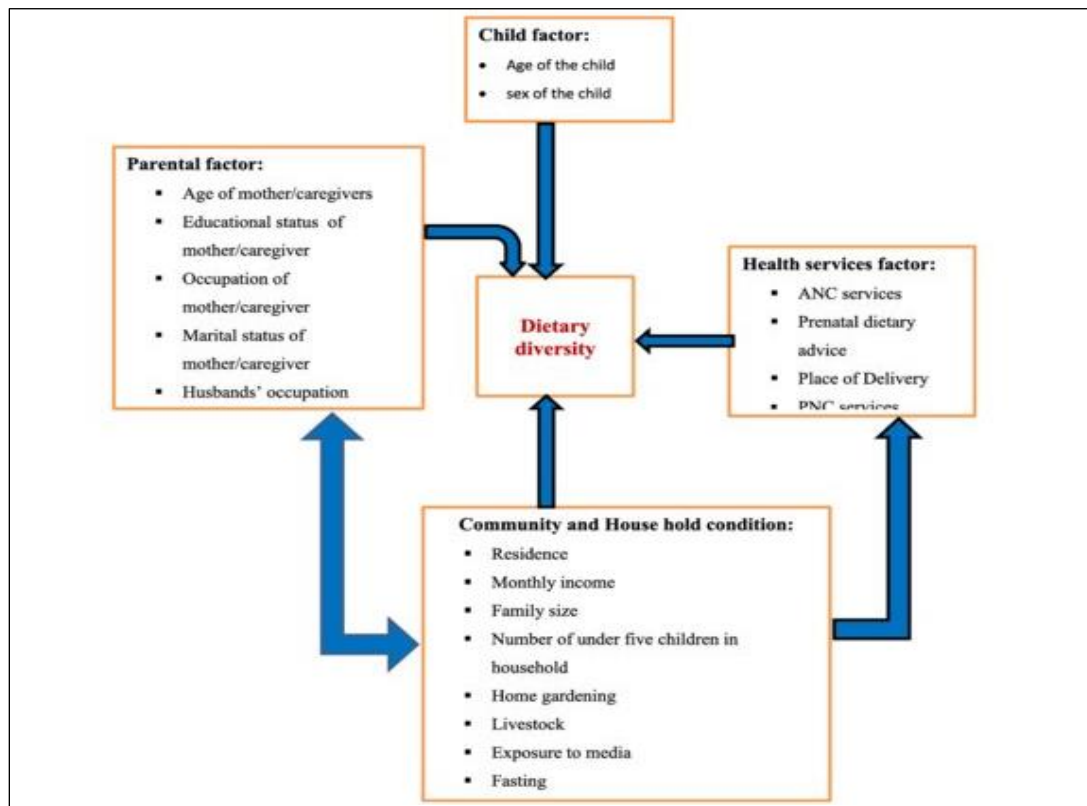 Child factor:
• Age of the child
• sex of the child
Parental factor:
▪ Age of mother/caregivers
▪ Educational status of
mother/caregiver
▪ Occupation of
mother/caregiver
▪ Marital status of
mother/caregiver
▪ Husbands' occupation
Dietary
diversity
Health services factor:
▪ ANC services
▪ Prenatal dietary
advice
▪ Place of Delivery
▪ PNC services
Community and House hold condition:
▪ Residence
▪ Monthly income
▪ Family size
▪ Number of under five children in
household
▪ Home gardening
▪ Livestock
▪ Exposure to media
▪ Fasting